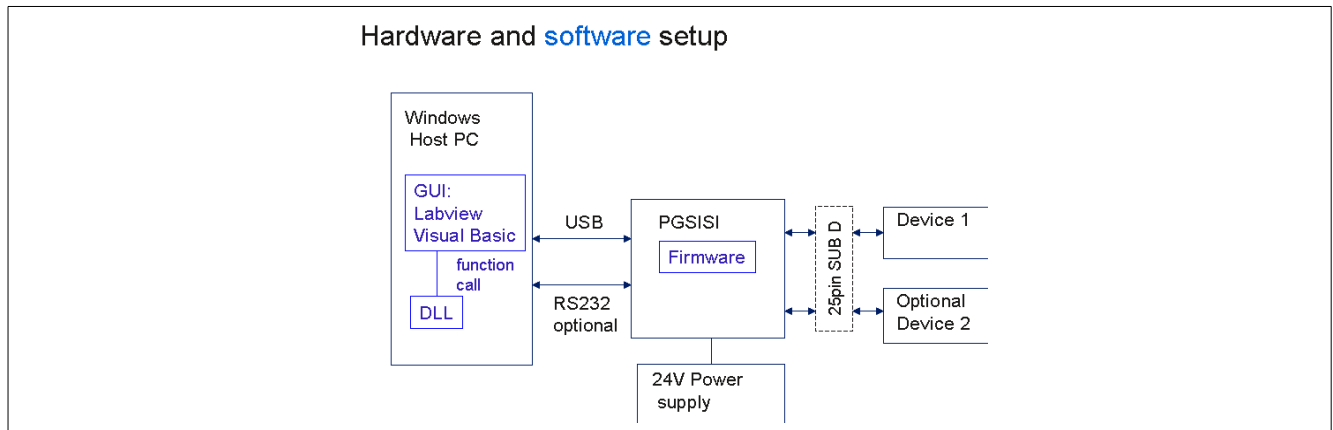 Hardware and software setup
Windows
Host PC
GUI:
Labview
Visual Basic
function
call
DLL
USB
RS232
optional
PGSISI
Firmware
24V Power
supply
25pin SUB D
Device 1
Optional
Device 2